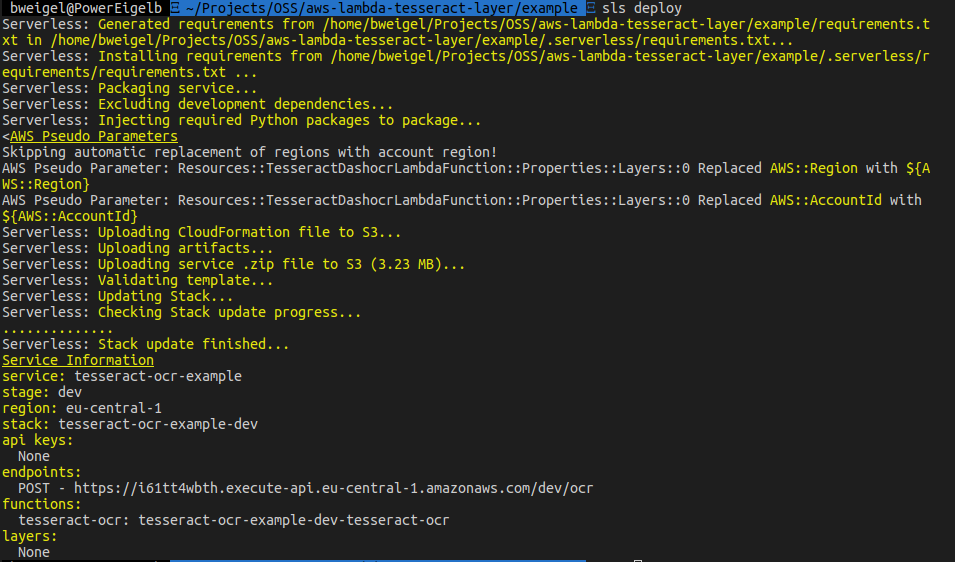 bweigel@PowerEigelb ~/Projects/OSS/aws-lambda-tesseract-layer/example sls deploy
Serverless: Generated requirements from /home/bweigel/Projects/OSS/aws-lambda-tesseract-layer/example/requirements.t
xt in /home/bweigel/Projects/OSS/aws-lambda-tesseract-layer/example/.serverless/requirements.txt...
Serverless: Installing requirements from /home/bweigel/Projects/OSS/aws-lambda-tesseract-layer/example/.serverless/r
equirements/requirements.txt ...
Serverless: Packaging service...
Serverless: Excluding development dependencies...
Serverless: Injecting required Python packages to package...
<AWS Pseudo Parameters
Skipping automatic replacement of regions with account region!
AWS Pseudo Parameter: Resources::TesseractDashocrLambdaFunction::Properties::Layers::0 Replaced AWS::Region with ${A
WS::Region}
AWS Pseudo Parameter: Resources::TesseractDashocrLambdaFunction::Properties::Layers::0 Replaced AWS::AccountId with
${AWS::AccountId}
Serverless: Uploading CloudFormation file to S3...
Serverless: Uploading artifacts...
Serverless: Uploading service .zip file to S3 (3.23 MB)...
Serverless: Validating template...
Serverless: Updating Stack...
Serverless: Checking Stack update progress...
..............
Serverless: Stack update finished...
Service Information
service: tesseract-ocr-example
stage: dev
region: eu-central-1
stack: tesseract-ocr-example-dev
api keys:
  None
endpoints:
  POST - https://i61tt4wbth.execute-api.eu-central-1.amazonaws.com/dev/ocr
functions:
  tesseract-ocr: tesseract-ocr-example-dev-tesseract-ocr
layers:
  None